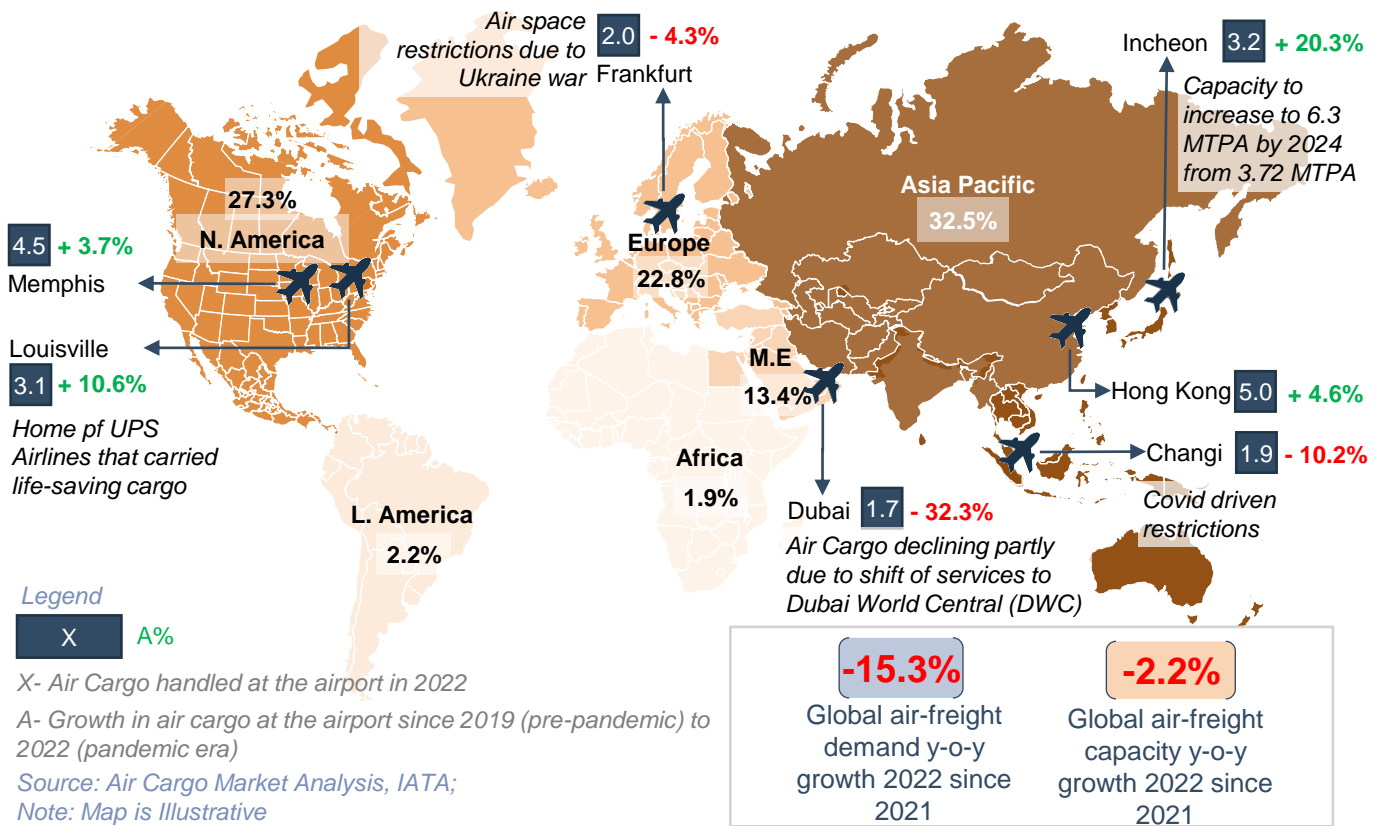 Air space
restrictions due to
Ukraine war
2.0 - 4.3%
Frankfurt
Incheon 3.2 + 20.3%
Capacity to
increase to 6.3
MTPA by 2024
from 3.72 MTPA
27.3%
N. America
4.5 + 3.7%
Memphis
Louisville
3.1 + 10.6%
Home pf UPS
Airlines that carried
life-saving cargo
Europe
22.8%
Asia Pacific
32.5%
M.E
13.4%
Hong Kong 5.0 + 4.6%
Changi 1.9 - 10.2%
Covid driven
restrictions
Africa
1.9%
L. America
2.2%
Dubai 1.7 - 32.3%
Air Cargo declining partly
due to shift of services to
Dubai World Central (DWC)
Legend
X A%
X- Air Cargo handled at the airport in 2022
A- Growth in air cargo at the airport since 2019 (pre-pandemic) to
2022 (pandemic era)
Source: Air Cargo Market Analysis, IATA;
Note: Map is Illustrative
-15.3%
Global air-freight
demand y-o-y
growth 2022 since
2021
-2.2%
Global air-freight
capacity y-o-y
growth 2022 since
2021